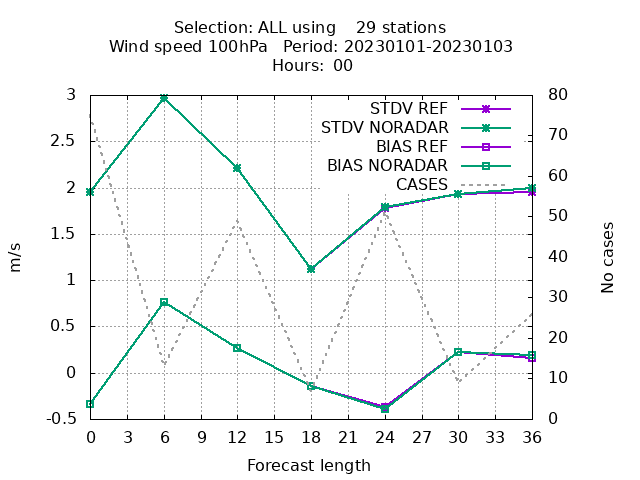 Selection: ALL using    29 stations
Wind speed 100hPa   Period: 20230101-20230103
Hours: 00
3
2.5
2
1.5
1
0.5
0
-0.5
m/s
STDV REF
STDV NORADAR
BIAS REF
BIAS NORADAR
CASES
80
70
60
50
40
30
20
10
0
No cases
0 3 6 9 12 15 18 21 24 27 30 33 36
Forecast length